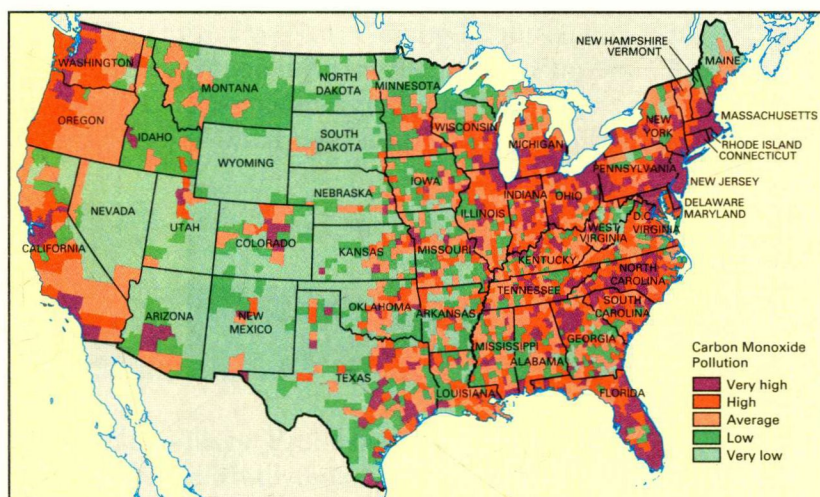 NEW HAMPSHIRE
VERMONT
MAINE
WASHINGTON
MONTANA
NORTH
DAKOTA
MINNESOTA
OREGON
IDAHO
SOUTH
DAKOTA
WISCONSIN
MICHIGAN
NEW
YORK
MASSACHUSETTS
RHODE ISLAND
CONNECTICUT
WYOMING
NEBRASKA
IOWA
PENNSYLVANIA
NEW JERSEY
NEVADA
UTAH
COLORADO
KANSAS
MISSOURI
ILLINOIS
INDIANA
OHIO
WEST
VIRGINIA
D.C.
VIRGINIA
DELAWARE
MARYLAND
CALIFORNIA
KENTUCKY
ARIZONA
NEW
MEXICO
OKLAHOMA
ARKANSAS
TENNESSEE
NORTH
CAROLINA
SOUTH
CAROLINA
TEXAS
LOUISIANA
MISSISSIPPI
ALABAMA
GEORGIA
FLORIDA
Carbon Monoxide
Pollution
Very high
High
Average
Low
Very low